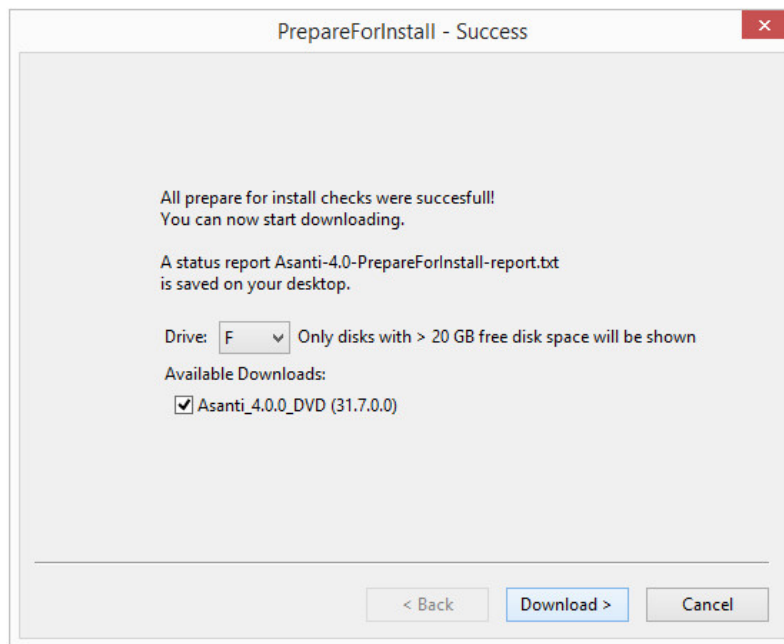 PrepareForInstall - Success
All prepare for install checks were succesfull!
You can now start downloading.
A status report Asanti-4.0-PrepareForInstall-report.txt
is saved on your desktop.
Drive: F Only disks with > 20 GB free disk space will be shown
Available Downloads:
Asanti_4.0.0_DVD (31.7.0.0)
< Back Download > Cancel